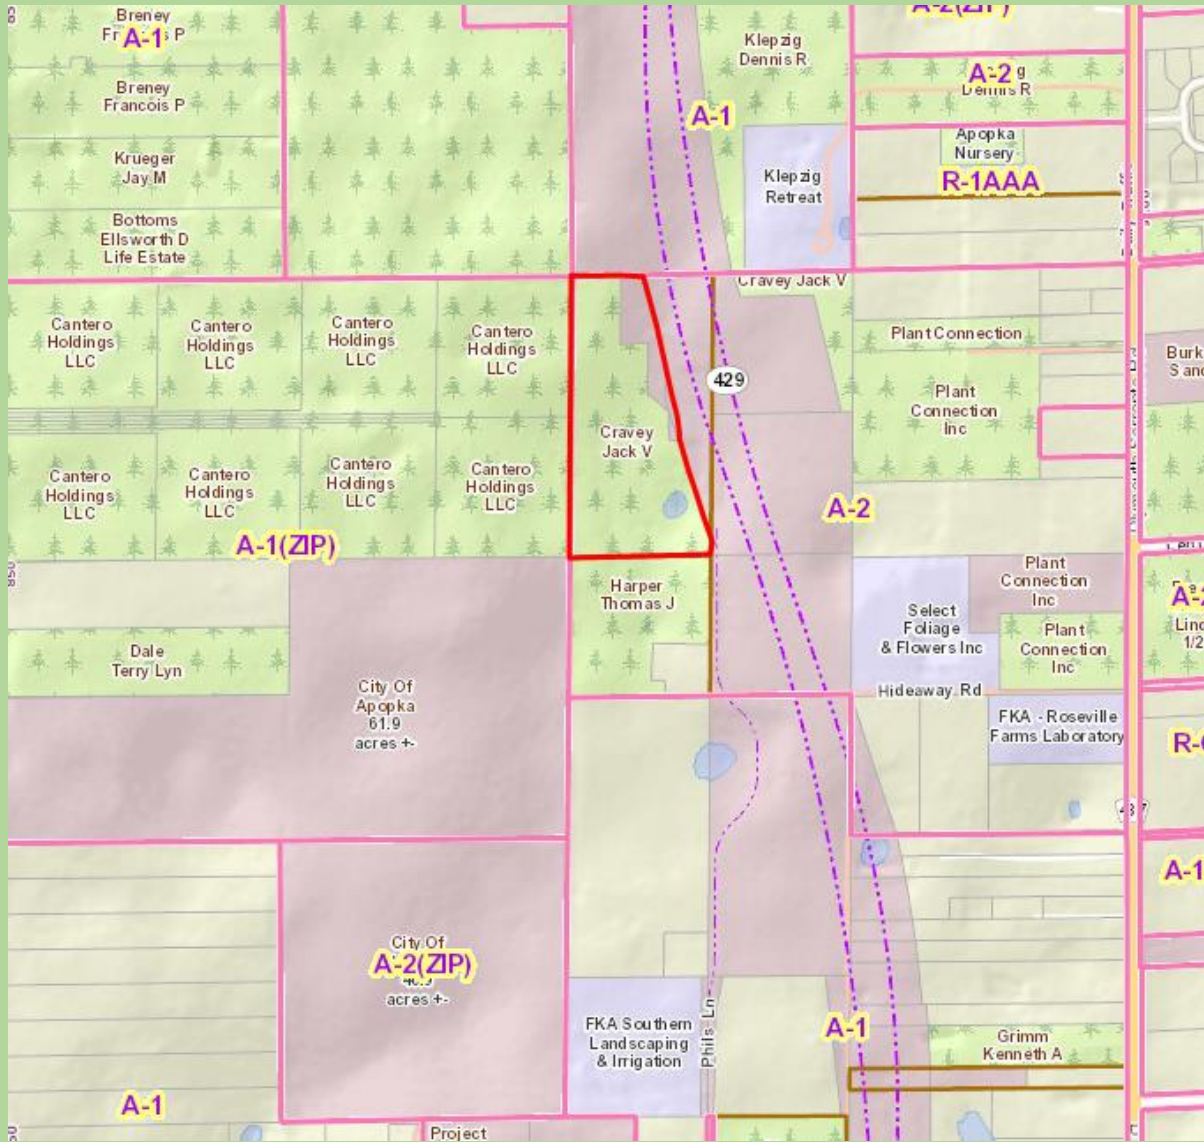 Breney
A-1
Breney
Francois P
Krueger
Jay M
Bottoms
Ellsworth D
Life Estate
Klepzig
Dennis R
A-1
Klepzig
Retreat
A-2
Dennis R
Apopka
Nursery
R-1AAA
Cravey Jack V
Cantero
Holdings
LLC
Cantero
Holdings
LLC
Cantero
Holdings
LLC
Cantero
Holdings
LLC
Plant Connection
429
Plant
Connection
Inc
Cravey
Jack V
Cantero
Holdings
LLC
Cantero
Holdings
LLC
Cantero
Holdings
LLC
Cantero
Holdings
LLC
A-2
A-1(ZIP)
Harper
Thomas J
Plant
Connection
Inc
Select
Foliage
& Flowers Inc
Plant
Connection
Inc
Dale
Terry Lyn
City Of
Apopka
61.9
acres +-
Hideaway Rd
FKA - Roseville
Farms Laboratory
City Of
A-2(ZIP)
acres +-
A-1
FKA Southern
Landscaping
& Irrigation
Phils Ln
A-1
Grimm
Kenneth A
A-1
Project